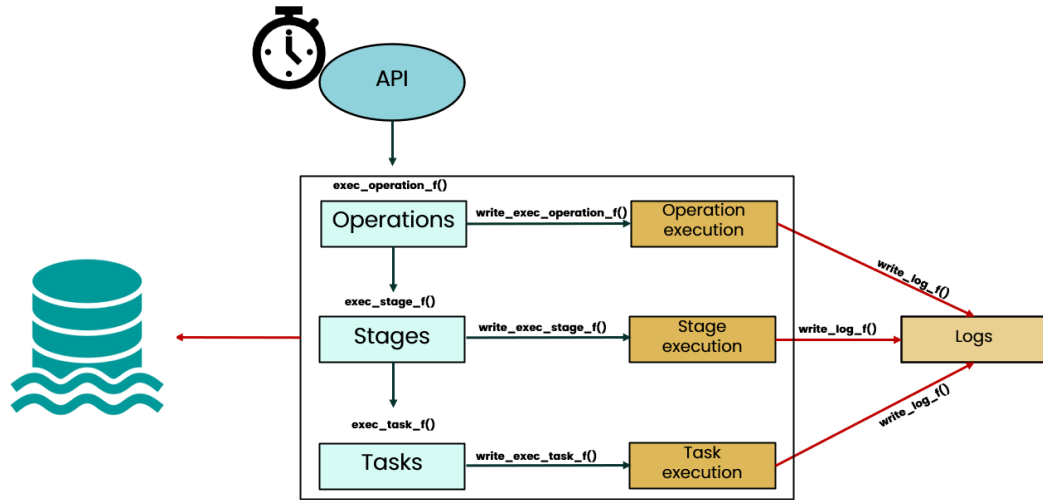 API
exec_operation_f()
Operations
write_exec_operation_f()
Operation
execution
write_log_f()
exec_stage_f()
Stages
write_exec_stage_f()
Stage
execution
write_log_f()
Logs
exec_task_f()
Tasks
write_exec_task_f()
Task
execution
write_log_f()